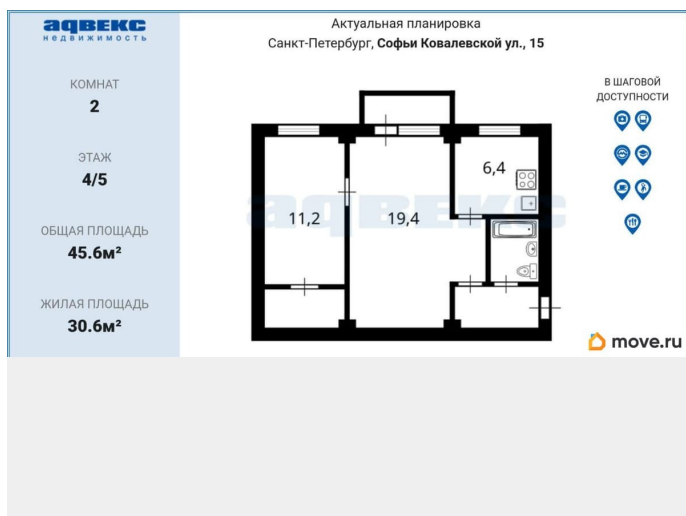 адвекс
недвижимость
Актуальная планировка
Санкт-Петербург, Софьи Ковалевской ул., 15
КОМНАТ
2
ЭТАЖ
4/5
ОБЩАЯ ПЛОЩАДЬ
45.6м²
ЖИЛАЯ ПЛОЩАДЬ
30.6м²
В ШАГОВОЙ
ДОСТУПНОСТИ
6,4
11,2
19,4
адвекс
move.ru